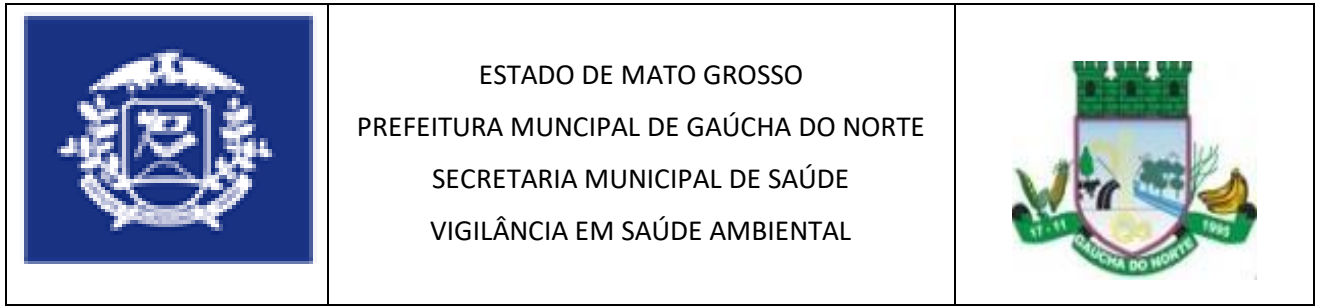 ESTADO DE MATO GROSSO
PREFEITURA MUNCIPAL DE GAÚCHA DO NORTE
SECRETARIA MUNICIPAL DE SAÚDE
VIGILÂNCIA EM SAÚDE AMBIENTAL
17 - 11
1995
GAÚCHA DO NORTE